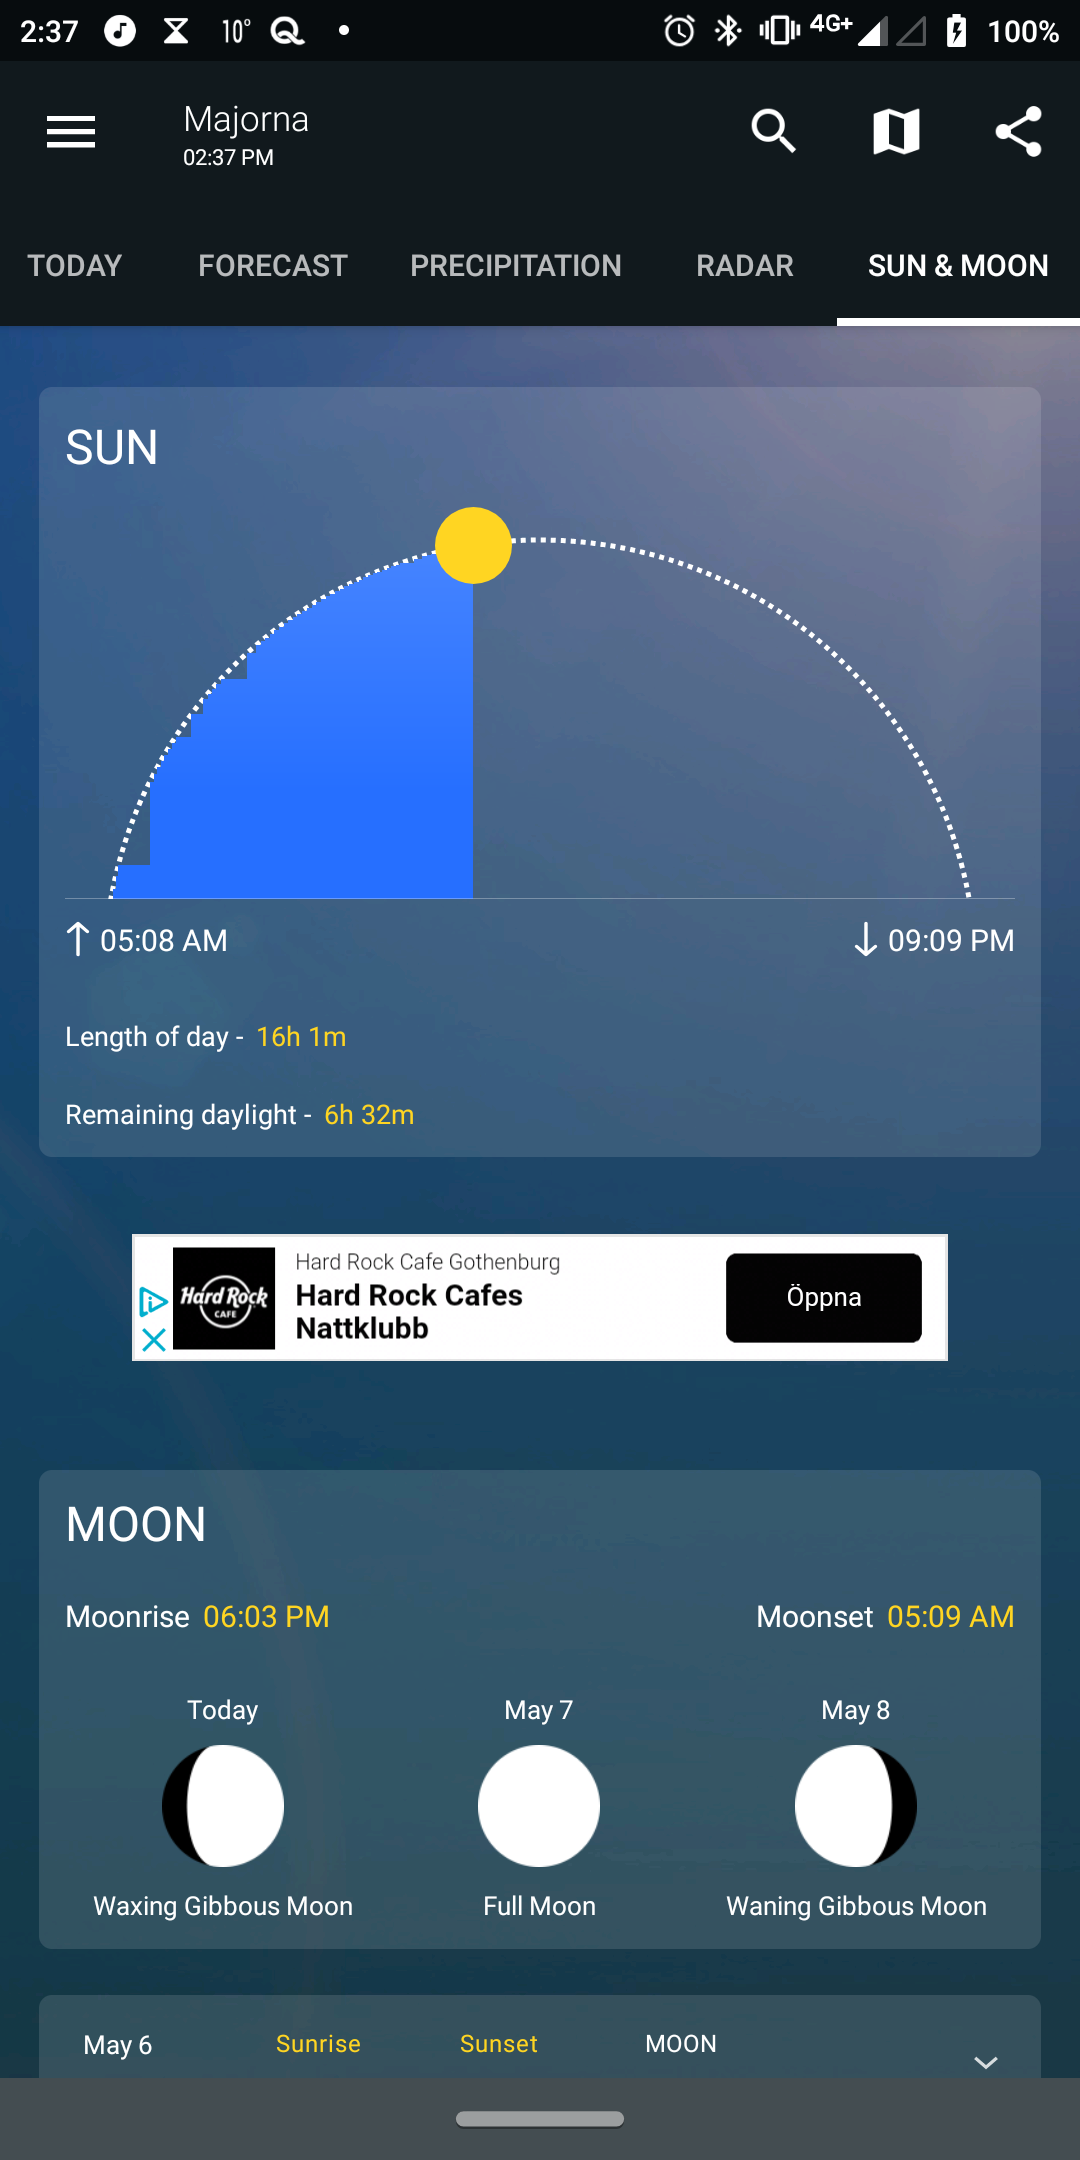 2:37 10° 4G+ 100%
Majorna
02:37 PM
TODAY FORECAST PRECIPITATION RADAR SUN & MOON
SUN
05:08 AM 09:09 PM
Length of day - 16h 1m
Remaining daylight - 6h 32m
Hard Rock Cafe Gothenburg
Hard Rock Cafes
Nattklubb
Hard Rock
CAFE
Öppna
MOON
Moonrise 06:03 PM Moonset 05:09 AM
Today May 7 May 8
Waxing Gibbous Moon Full Moon Waning Gibbous Moon
May 6 Sunrise Sunset MOON